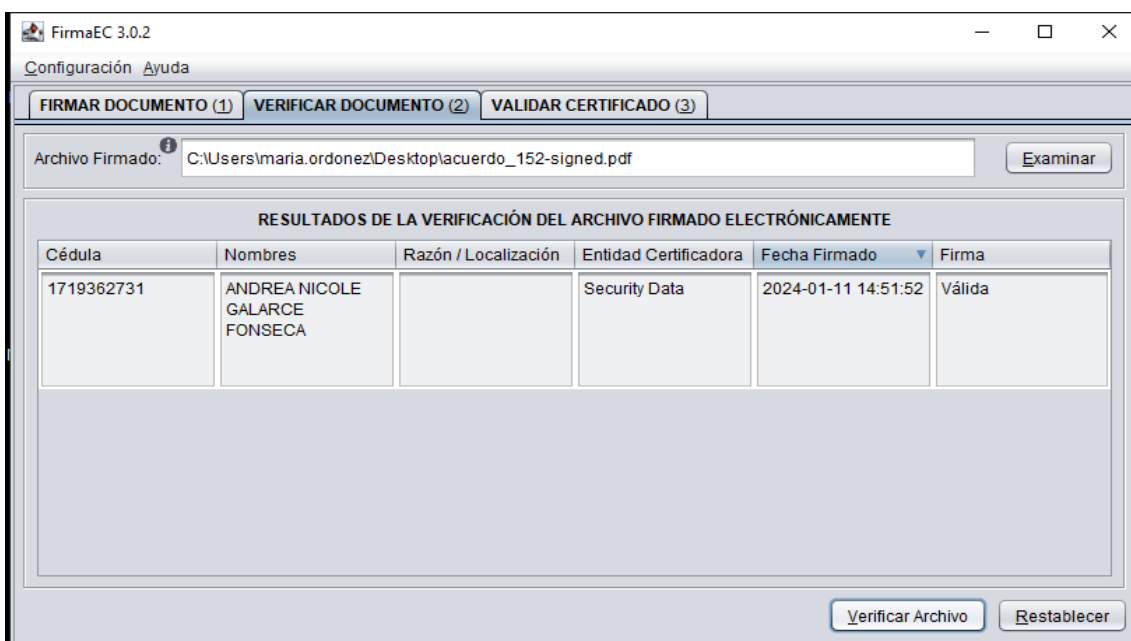 FirmaEC 3.0.2
Configuración Ayuda
FIRMAR DOCUMENTO (1) VERIFICAR DOCUMENTO (2) VALIDAR CERTIFICADO (3)
Archivo Firmado: C:\Users\maria.ordonez\Desktop\acuerdo_152-signed.pdf Examinar
RESULTADOS DE LA VERIFICACIÓN DEL ARCHIVO FIRMADO ELECTRÓNICAMENTE
Cédula Nombres Razón / Localización Entidad Certificadora Fecha Firmado Firma
1719362731 ANDREA NICOLE Security Data 2024-01-11 14:51:52 Válida
GALARCE
FONSECA
Verificar Archivo Restablecer